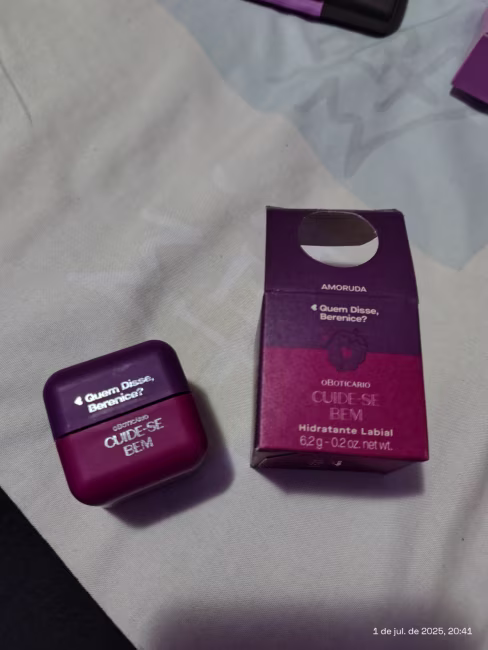 AMORUDA
Quem Disse,
Berenice?
oBOTICÁRIO
CUIDE-SE
BEM
Hidratante Labial
6,2 g - 0.2 oz. net wt.
Quem Disse,
Berenice?
oBOTICÁRIO
CUIDE-SE
BEM
1 de jul. de 2025, 20:41